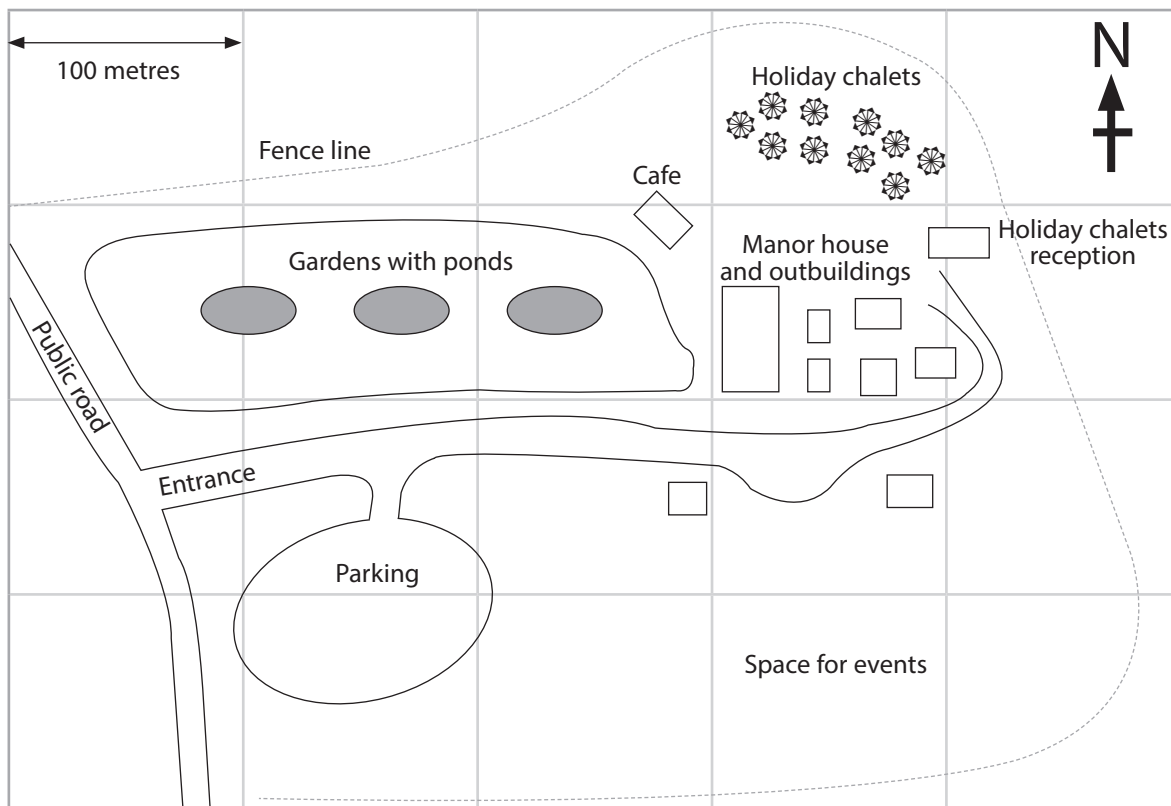 N
100 metres
Holiday chalets
Fence line
Cafe
Holiday chalets
reception
Manor house
and outbuildings
Gardens with ponds
Public road
Entrance
Parking
Space for events